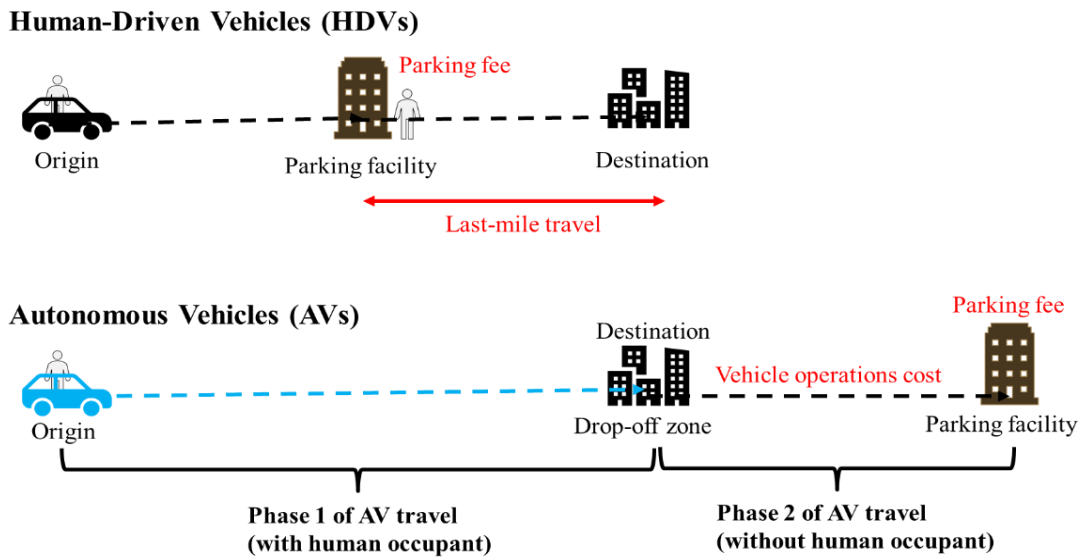 Human-Driven Vehicles (HDVs)
Parking fee
Origin
Parking facility
Destination
Last-mile travel
Autonomous Vehicles (AVs)
Destination
Parking fee
Vehicle operations cost
Origin
Drop-off zone
Parking facility
Phase 1 of AV travel
(with human occupant)
Phase 2 of AV travel
(without human occupant)